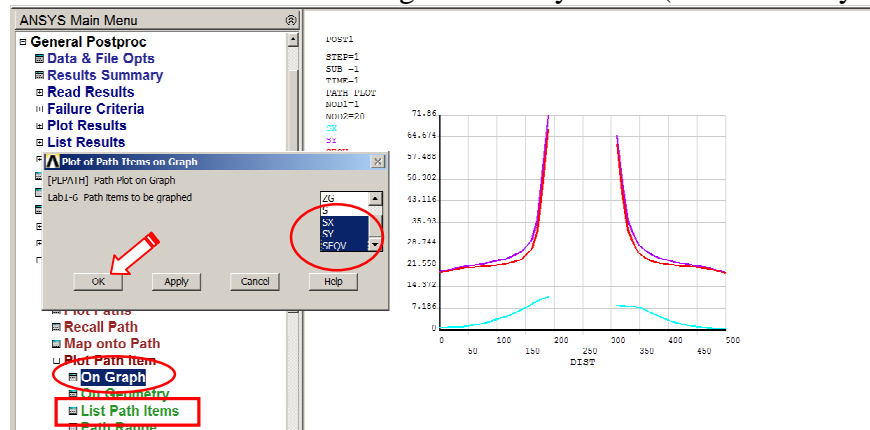 ANSYS Main Menu
General Postproc
Data & File Opts
Results Summary
Read Results
Failure Criteria
Plot Results
List Results
Plot of Path Items on Graph
[PLPATH] Path Plot on Graph
Lab1-6 Path items to be graphed
ZG
S
SX
SY
SEQV
OK
Apply
Cancel
Help
Plot Paths
Recall Path
Map onto Path
Plot Path Item
On Graph
On Geometry
List Path Items
Path Range
POST1
STEP=1
SUB =1
TIME=1
PATH PLOT
NOD1=1
NOD2=20
SX
SY
SEQV
71.86
64.674
57.488
50.302
43.116
35.93
28.744
21.558
14.372
7.186
0
0
50
100
150
200
250
300
350
400
450
500
DIST